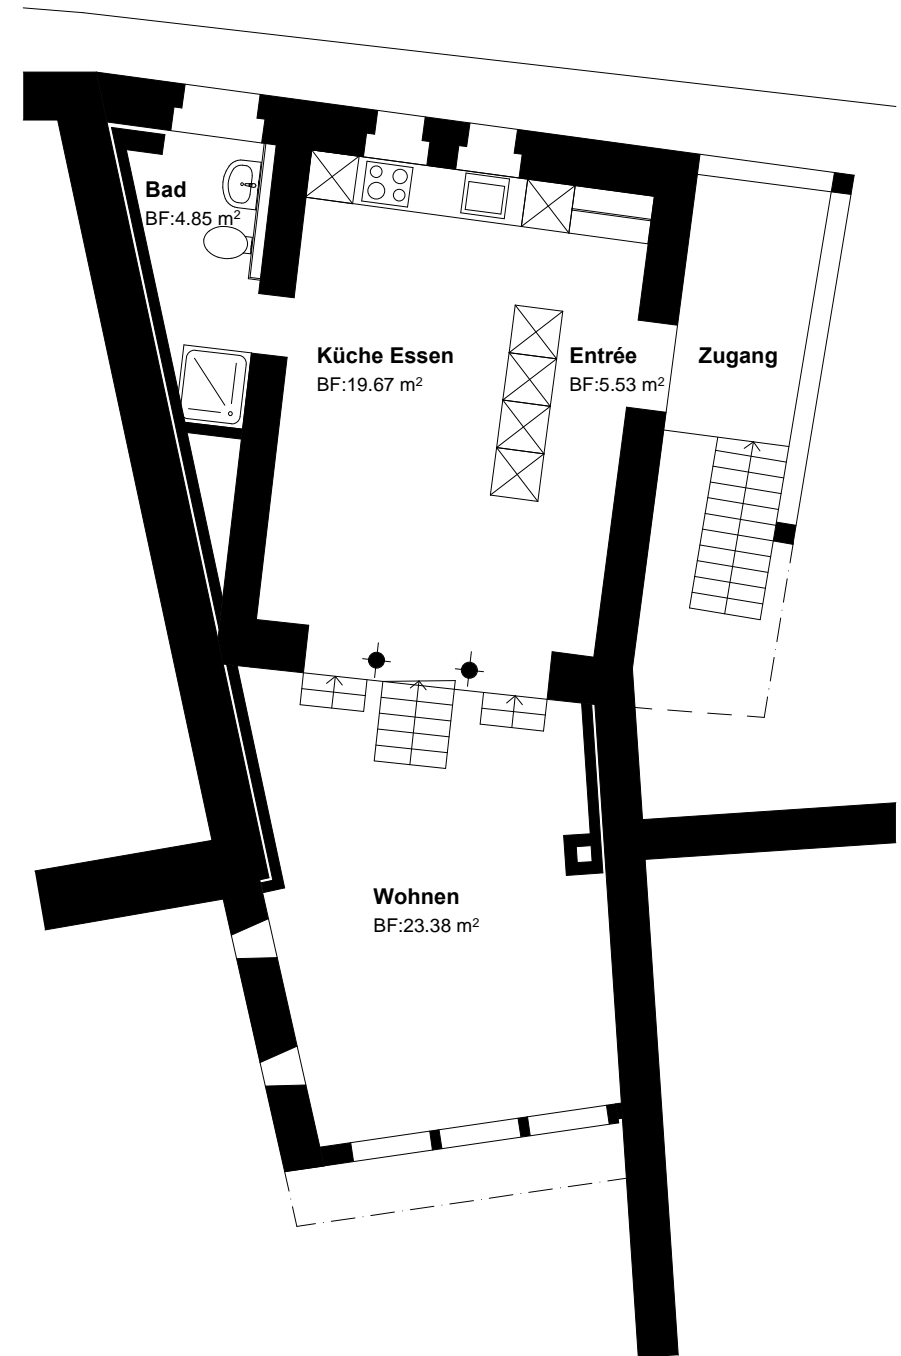 Bad
BF:4.85 m²
Küche Essen
BF:19.67 m²
Entrée
BF:5.53 m²
Zugang
Wohnen
BF:23.38 m²